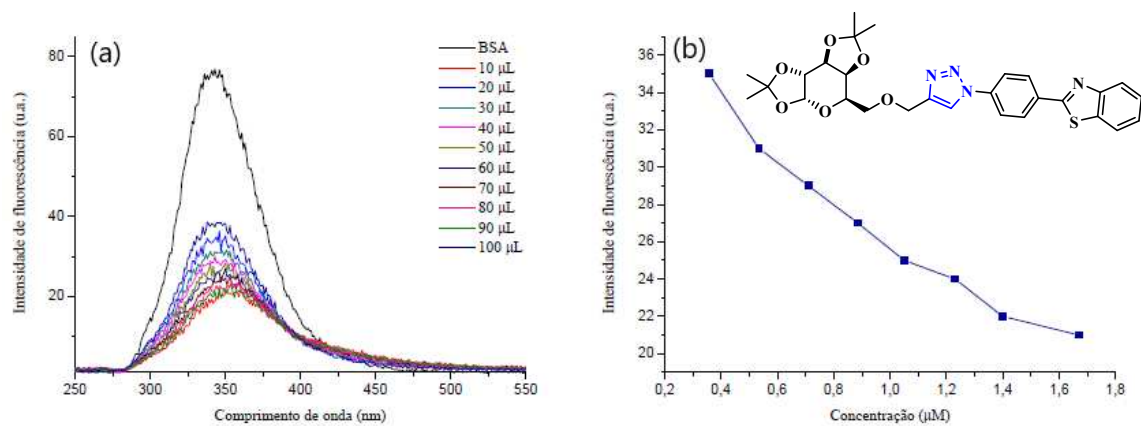 (a)
Intensidade de fluorescência (u.a.)
80
60
40
20
250
300
350
400
450
500
550
Comprimento de onda (nm)
BSA
10 μL
20 μL
30 μL
40 μL
50 μL
60 μL
70 μL
80 μL
90 μL
100 μL
(b)
Intensidade de fluorescência (u.a.)
36
34
32
30
28
26
24
22
20
0,2
0,4
0,6
0,8
1,0
1,2
1,4
1,6
1,8
Concentração (μM)
O
O
O
O
O
O
N
N
N
N
S